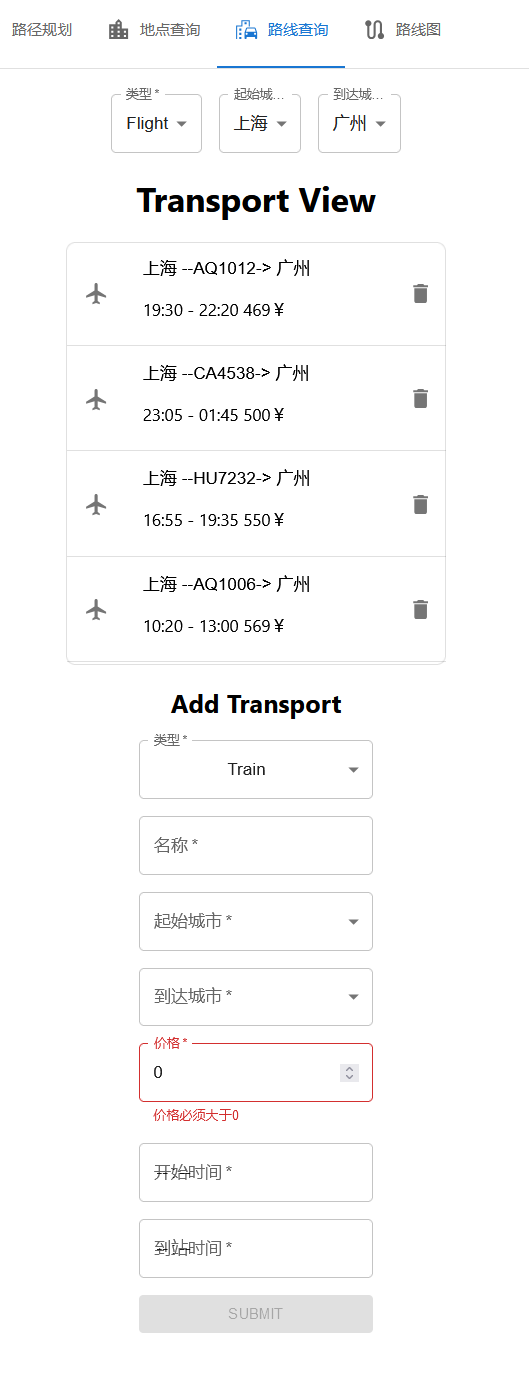 路径规划 地点查询 路线查询 路线图
类型 * 起始城... 到达城...
Flight 上海 广州
Transport View
上海 --AQ1012-> 广州
19:30 - 22:20 469￥
上海 --CA4538-> 广州
23:05 - 01:45 500￥
上海 --HU7232-> 广州
16:55 - 19:35 550￥
上海 --AQ1006-> 广州
10:20 - 13:00 569￥
Add Transport
类型 *
Train
名称 *
起始城市 *
到达城市 *
价格 *
0
价格必须大于0
开始时间 *
到站时间 *
SUBMIT